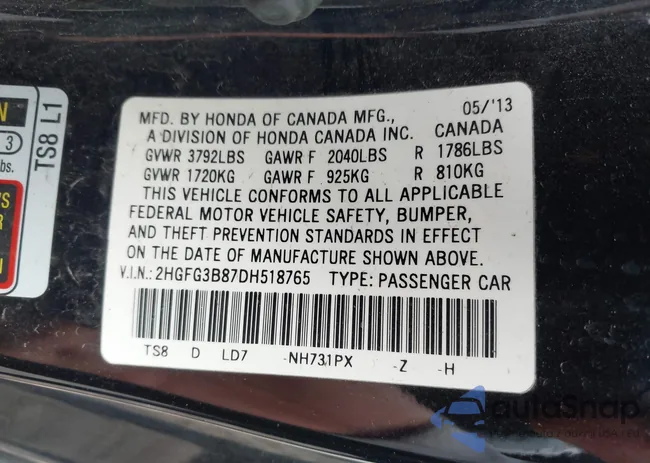 N
3
bs.
'S
R
N
TS8 L1
MFD. BY HONDA OF CANADA MFG., 05/'13
A DIVISION OF HONDA CANADA INC. CANADA
GVWR 3792LBS GAWR F 2040LBS R 1786LBS
GVWR 1720KG GAWR F 925KG R 810KG
THIS VEHICLE CONFORMS TO ALL APPLICABLE
FEDERAL MOTOR VEHICLE SAFETY, BUMPER,
AND THEFT PREVENTION STANDARDS IN EFFECT
ON THE DATE OF MANUFACTURE SHOWN ABOVE.
V.I.N.: 2HGFG3B87DH518765 TYPE: PASSENGER CAR
TS8 D LD7 -NH731PX -Z -H
autoSnap